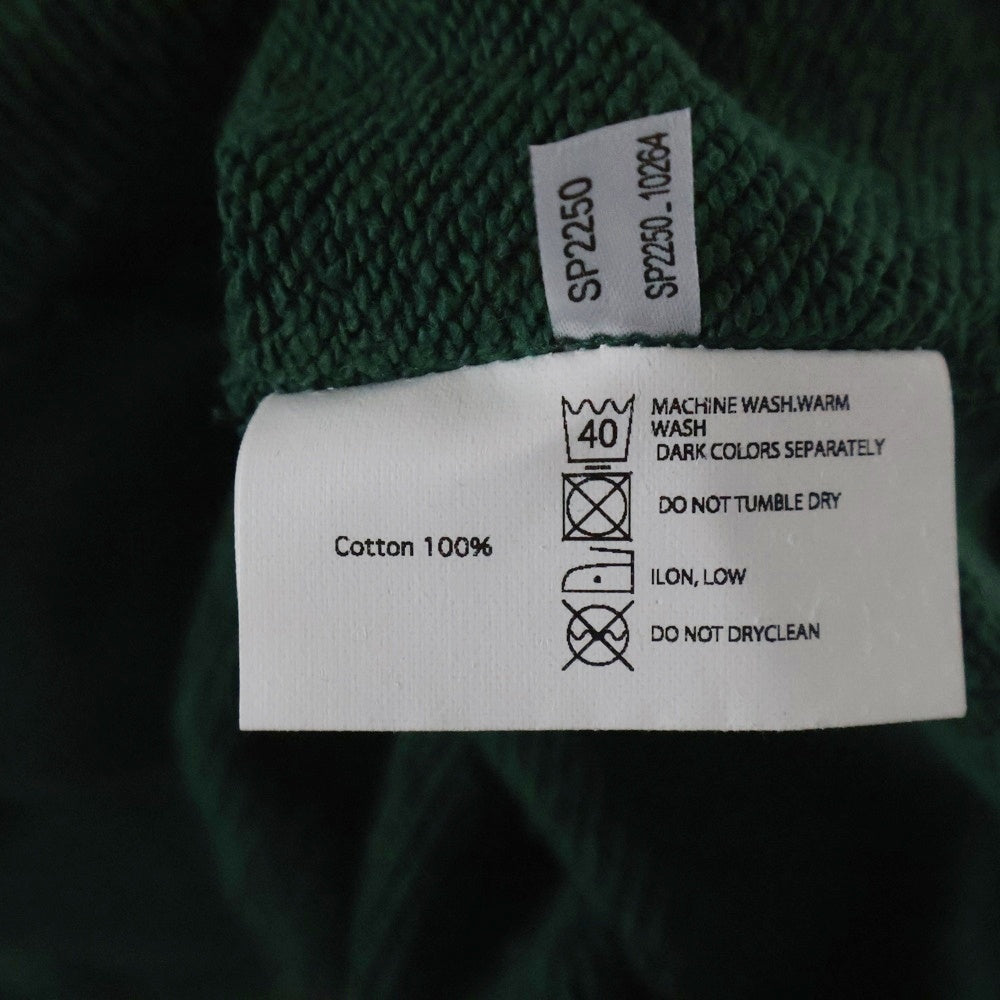 SP2250
SP2250_10264
Cotton 100%
40
MACHINE WASH.WARM
WASH
DARK COLORS SEPARATELY
DO NOT TUMBLE DRY
ILON, LOW
DO NOT DRYCLEAN